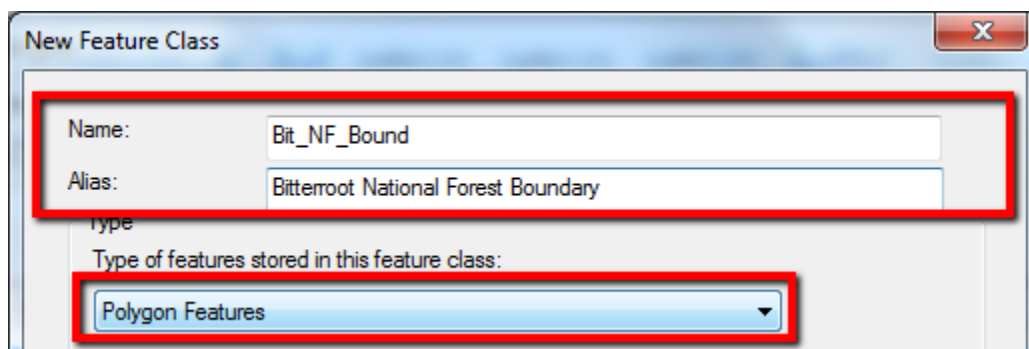 New Feature Class
Name: Bit_NF_Bound
Alias: Bitterroot National Forest Boundary
Type
Type of features stored in this feature class:
Polygon Features